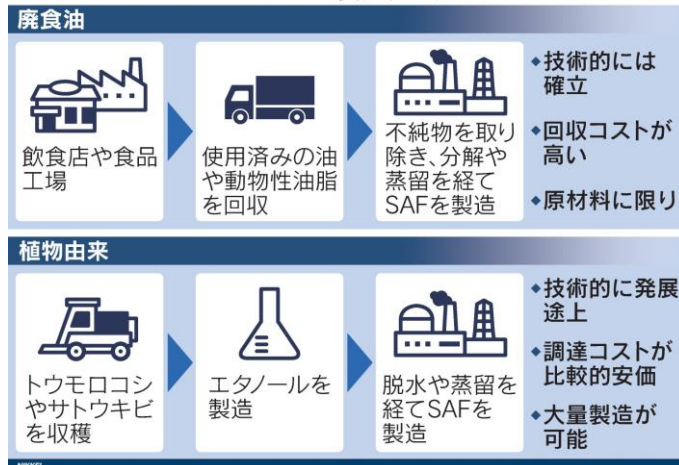 廃食油
飲食店や食品
工場
使用済みの油
や動物性油脂
を回収
不純物を取り
除き、分解や
蒸留を経て
SAFを製造
◆技術的には
確立
◆回収コストが
高い
◆原材料に限り
植物由来
トウモロコシ
やサトウキビ
を収穫
エタノールを
製造
脱水や蒸留を
経てSAFを
製造
◆技術的に発展
途上
◆調達コストが
比較的安価
◆大量製造が
可能